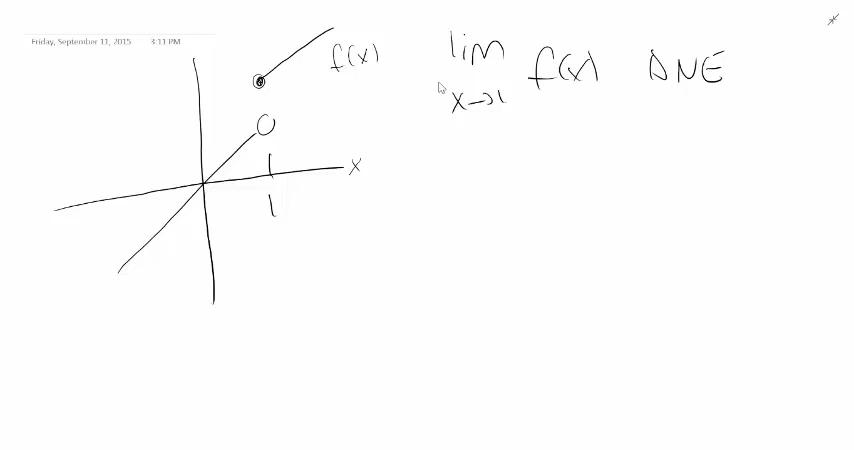 Friday, September 11, 2015 3:11 PM
f(x)
x
1
lim f(x) DNE
x→1